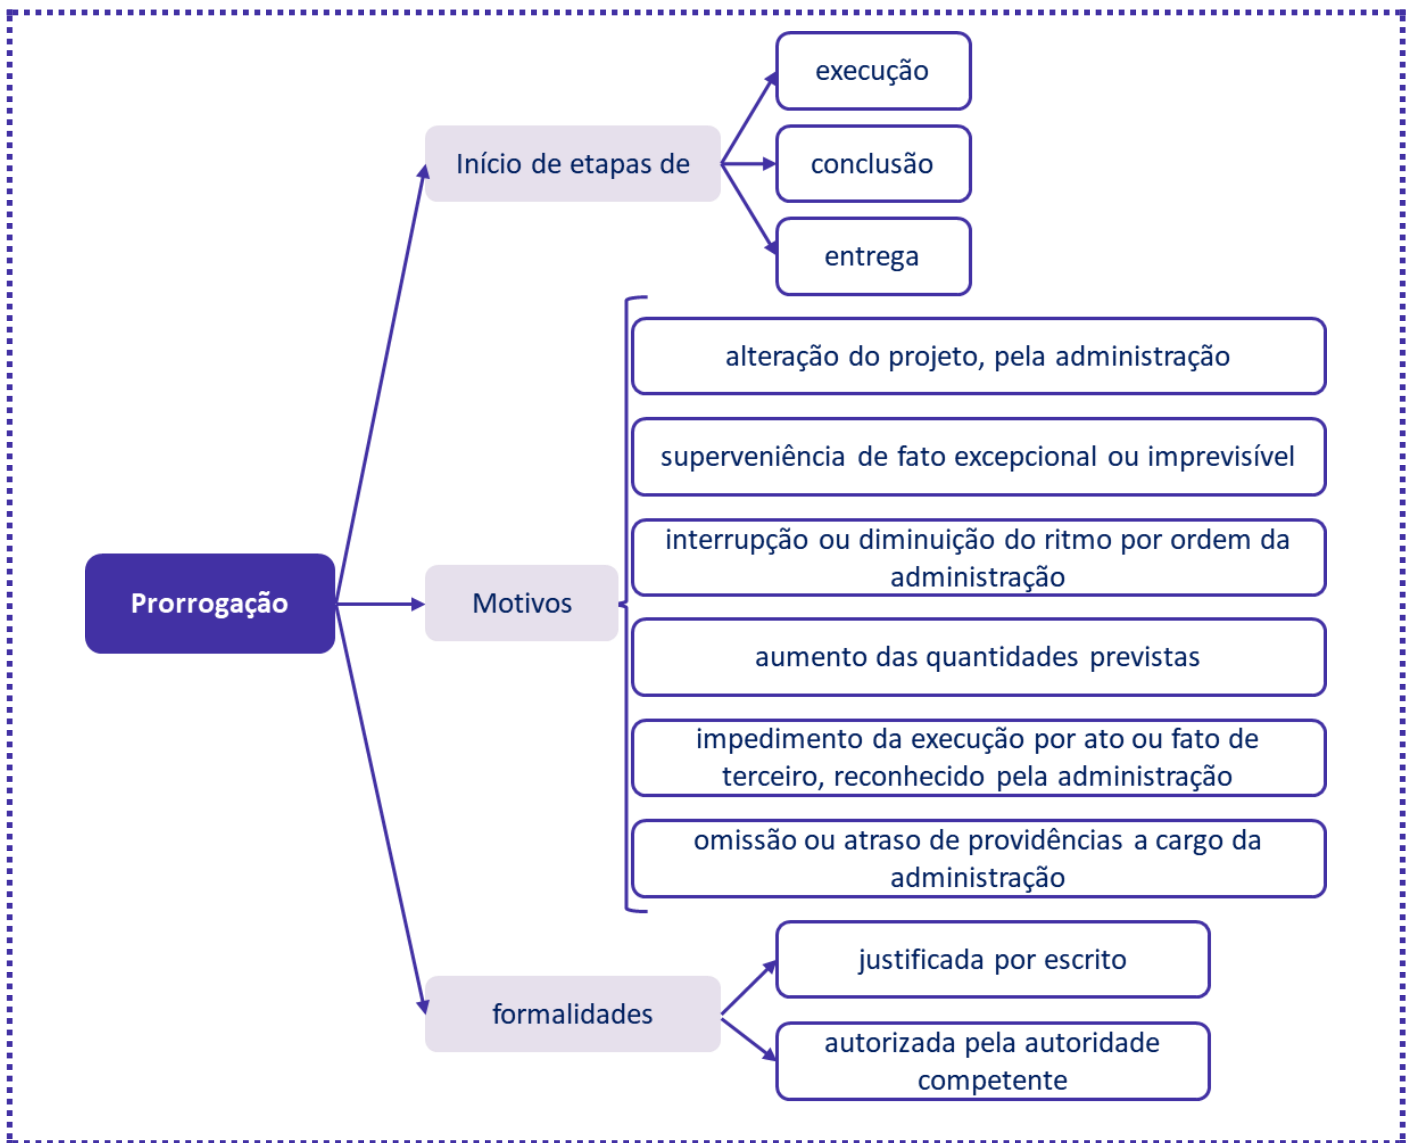 execução
Início de etapas de
conclusão
entrega
alteração do projeto, pela administração
superveniência de fato excepcional ou imprevisível
interrupção ou diminuição do ritmo por ordem da
administração
Prorrogação
Motivos
aumento das quantidades previstas
impedimento da execução por ato ou fato de
terceiro, reconhecido pela administração
omissão ou atraso de providências a cargo da
administração
justificada por escrito
formalidades
autorizada pela autoridade
competente